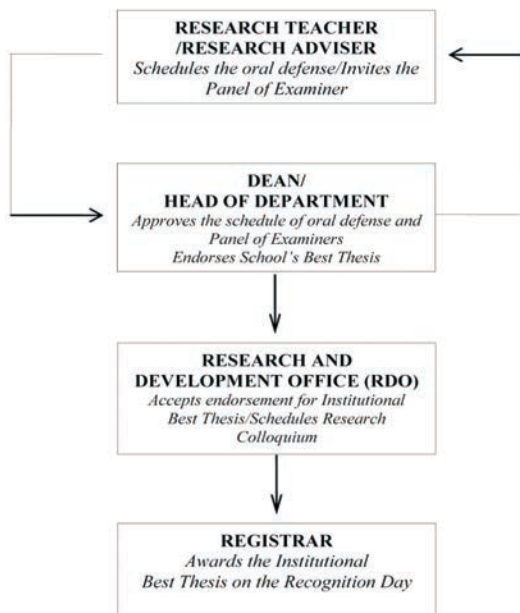 RESEARCH TEACHER
/RESEARCH ADVISER
Schedules the oral defense/Invites the
Panel of Examiner
DEAN/
HEAD OF DEPARTMENT
Approves the schedule of oral defense and
Panel of Examiners
Endorses School's Best Thesis
RESEARCH AND
DEVELOPMENT OFFICE (RDO)
Accepts endorsement for Institutional
Best Thesis/Schedules Research
Colloquium
REGISTRAR
Awards the Institutional
Best Thesis on the Recognition Day